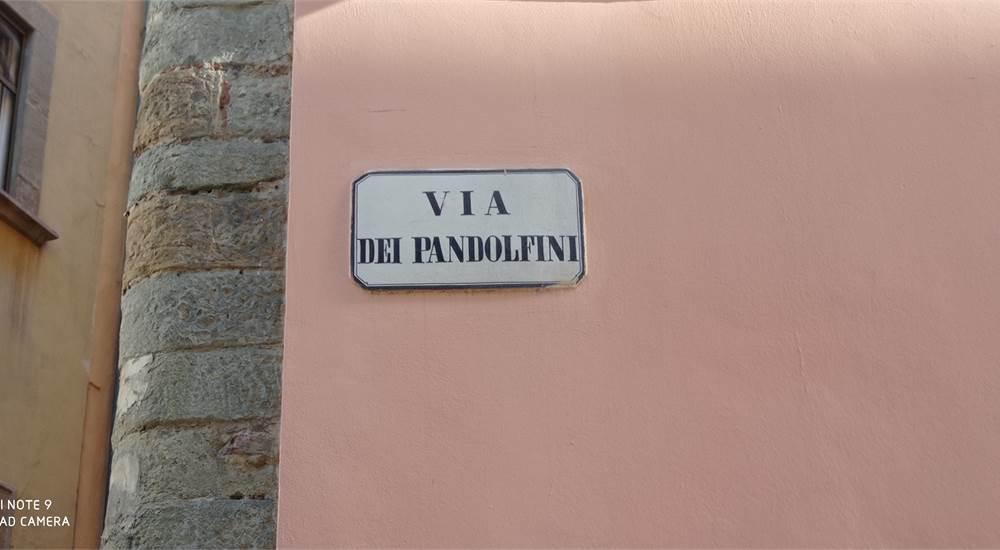 VIA
DEI PANDOLFINI
I NOTE 9
AD CAMERA